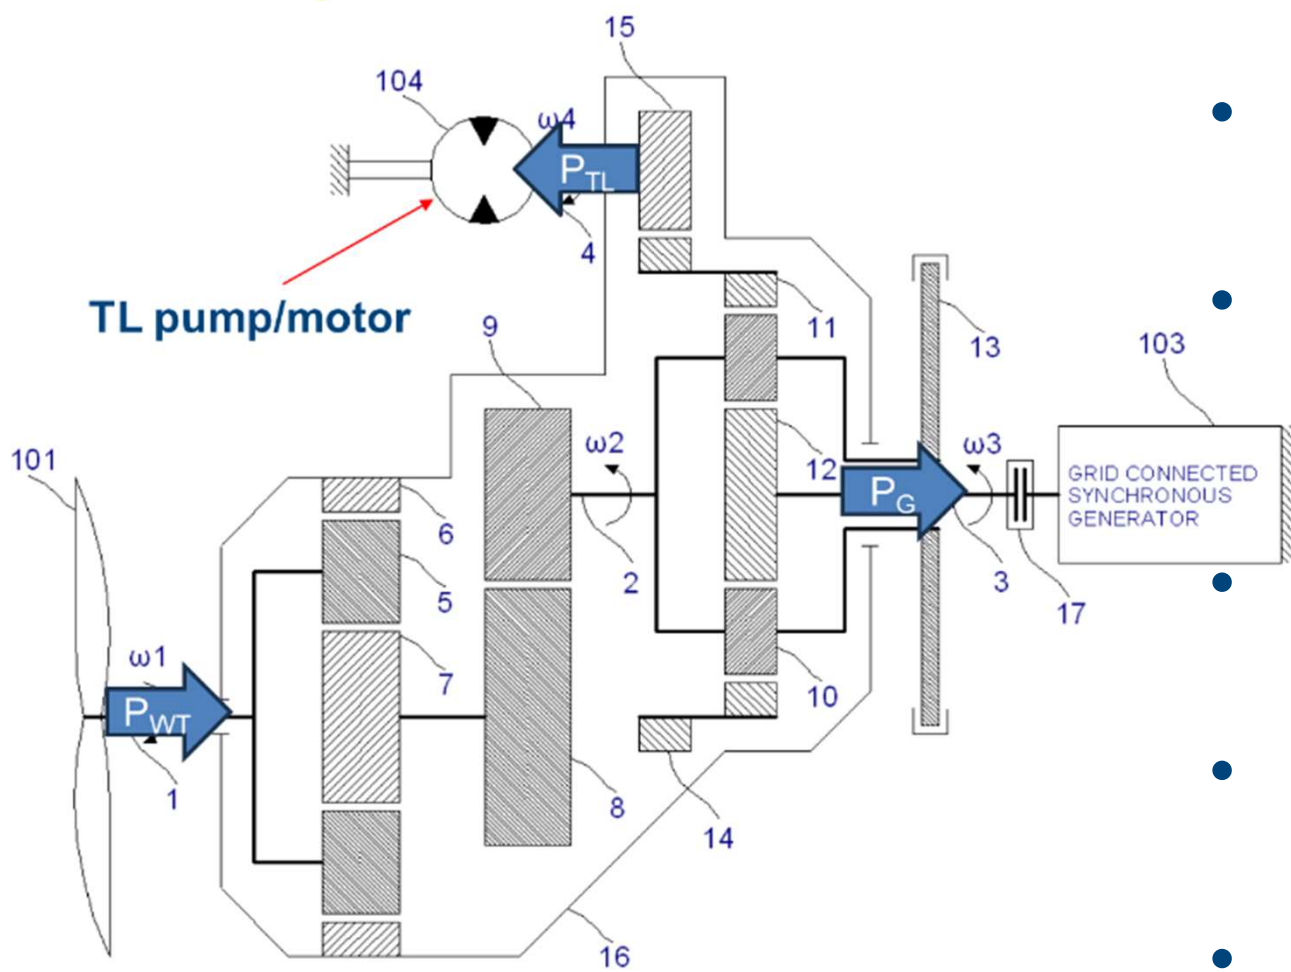 15
104
ω4
P_TL
4
TL pump/motor
9
11
13
103
101
ω2
12
ω3
P_G
GRID CONNECTED
SYNCHRONOUS
GENERATOR
6
5
2
3
17
ω1
7
10
P_WT
1
8
14
16